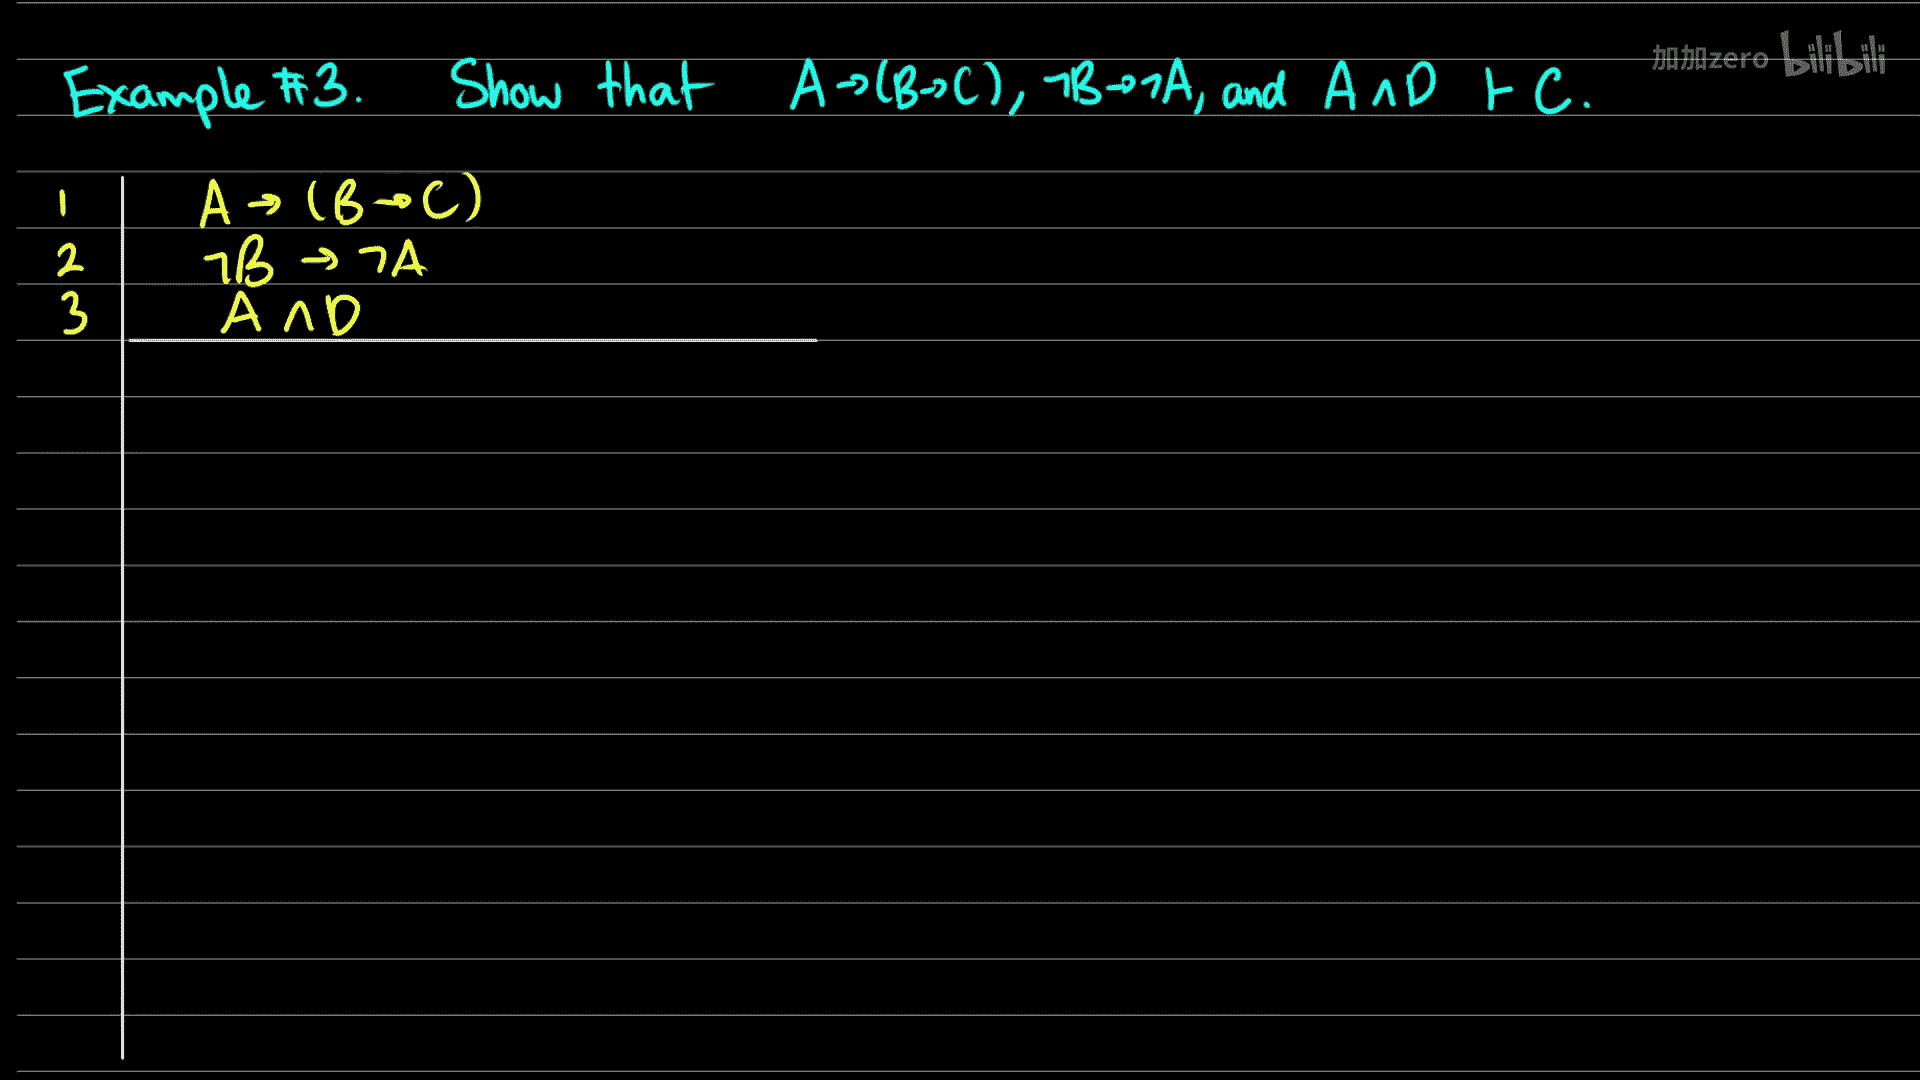 加加zero bilibili
Example #3. Show that A→(B→C), ¬B→¬A, and A∧D ⊢ C.
1 A→(B→C)
2 ¬B→¬A
3 A∧D